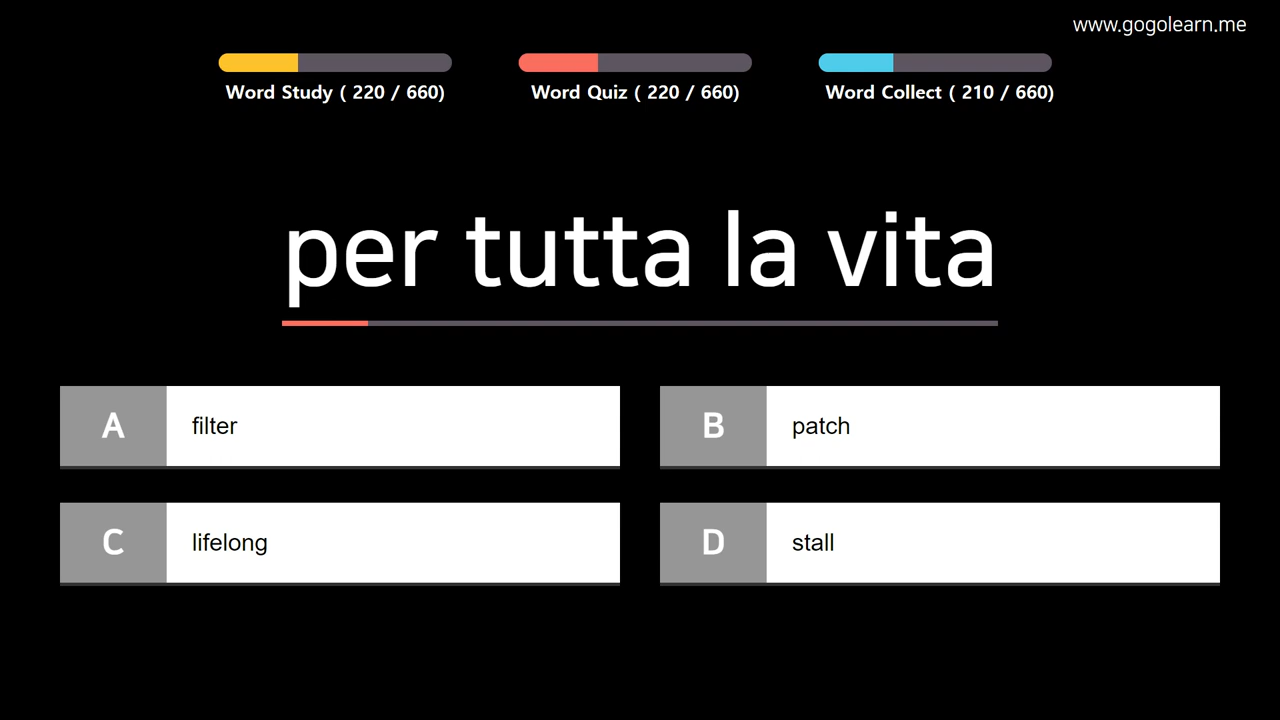 www.gogolearn.me
Word Study ( 220 / 660)
Word Quiz ( 220 / 660)
Word Collect ( 210 / 660)
per tutta la vita
A filter
B patch
C lifelong
D stall